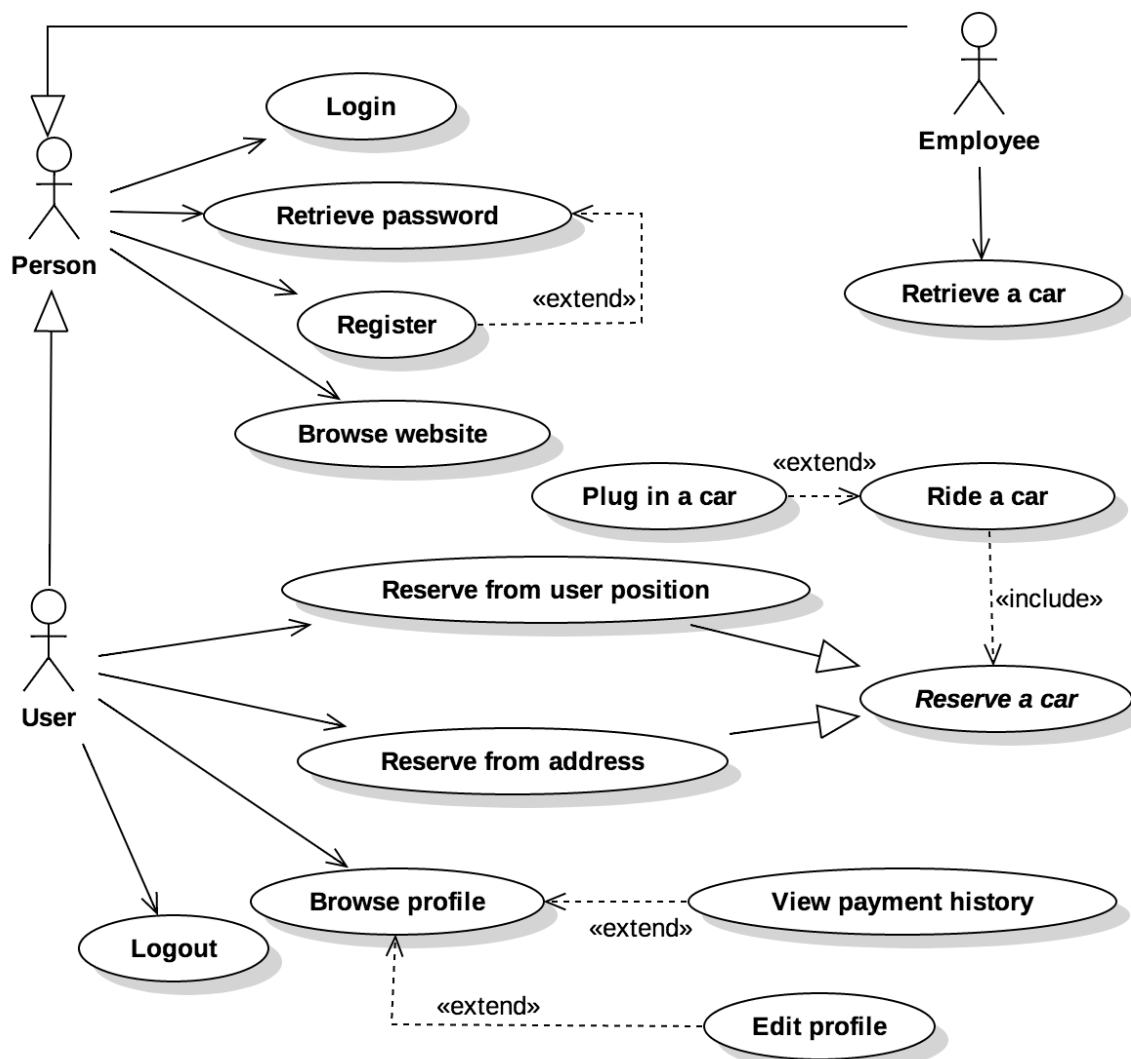 Login
Employee
Retrieve password
Person
Retrieve a car
«extend»
Register
Browse website
«extend»
Plug in a car
Ride a car
Reserve from user position
«include»
User
Reserve a car
Reserve from address
Browse profile
View payment history
«extend»
Logout
«extend»
Edit profile